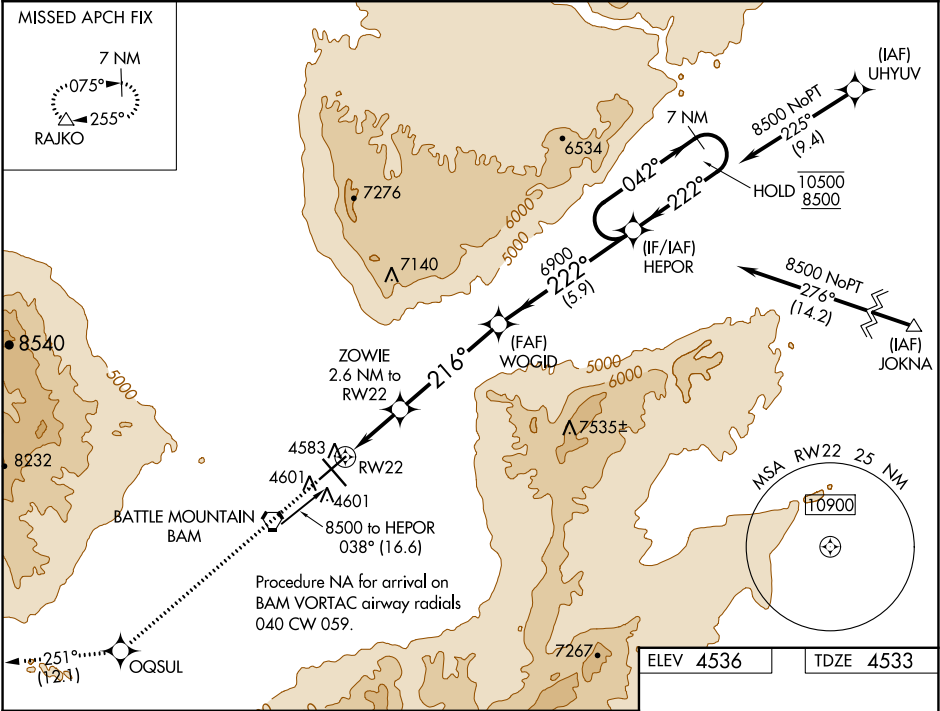 MISSED APCH FIX
7 NM
075°
255°
RAJKO
(IAF)
UHYUV
8500 NoPT
225°
(9.4)
7 NM
6534
042°
222°
HOLD
10500
8500
7276
6000
5000
(IF/IAF)
HEPOR
6900
222°
(5.9)
7140
8500 NoPT
276°
(14.2)
(IAF)
JOKNA
(FAF)
WOGID
8540
5000
ZOWIE
2.6 NM to
RW22
216°
5000
6000
7535±
8232
4583
RW22
4601
4601
MSA RW22 25 NM
10900
BATTLE MOUNTAIN
BAM
8500 to HEPOR
038° (16.6)
Procedure NA for arrival on
BAM VORTAC airway radials
040 CW 059.
251°
(12.1)
OQSUL
7267
ELEV 4536
TDZE 4533